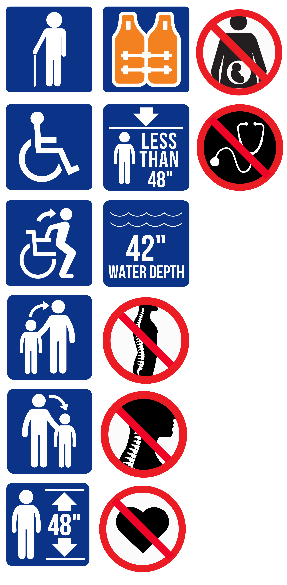 LESS
THAN
48"
42"
WATER DEPTH
48"